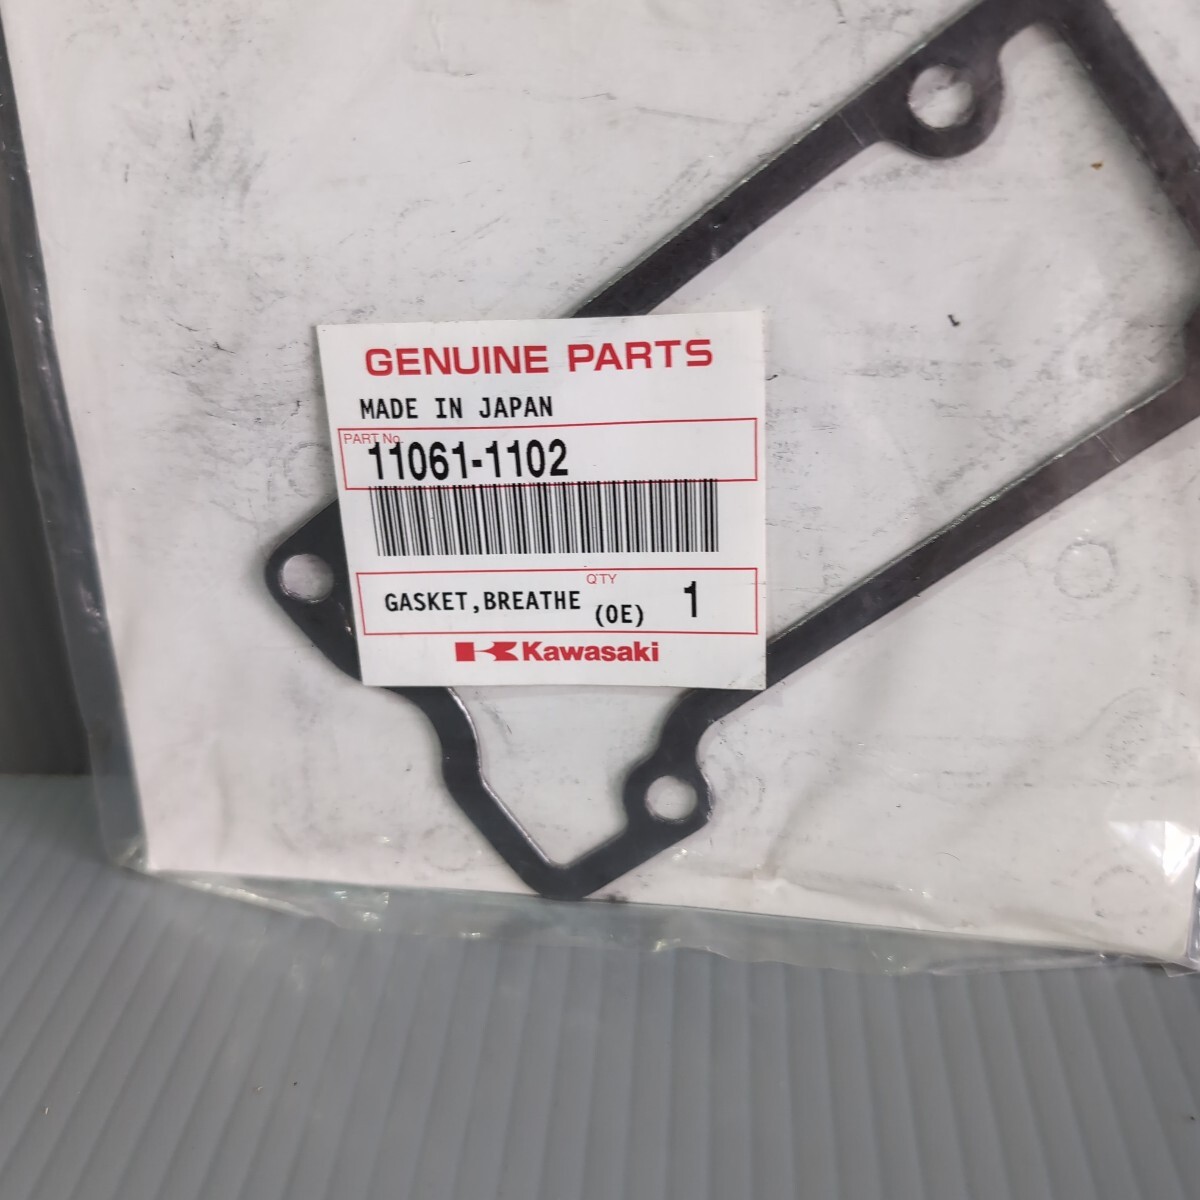 GENUINE PARTS
MADE IN JAPAN
PART No.
11061-1102
Q'TY
GASKET,BREATHE (OE) 1
Kawasaki